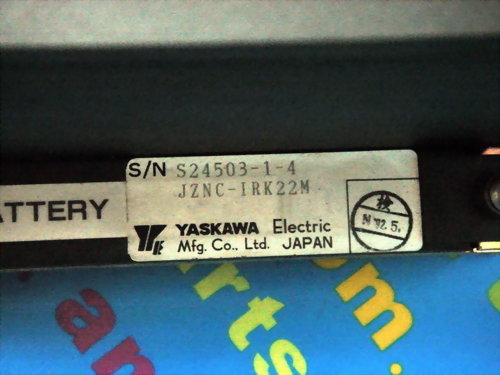 S/N S24503-1-4
JZNC-IRK22M
ATTERY
YASKAWA Electric
Mfg. Co., Ltd. JAPAN
検